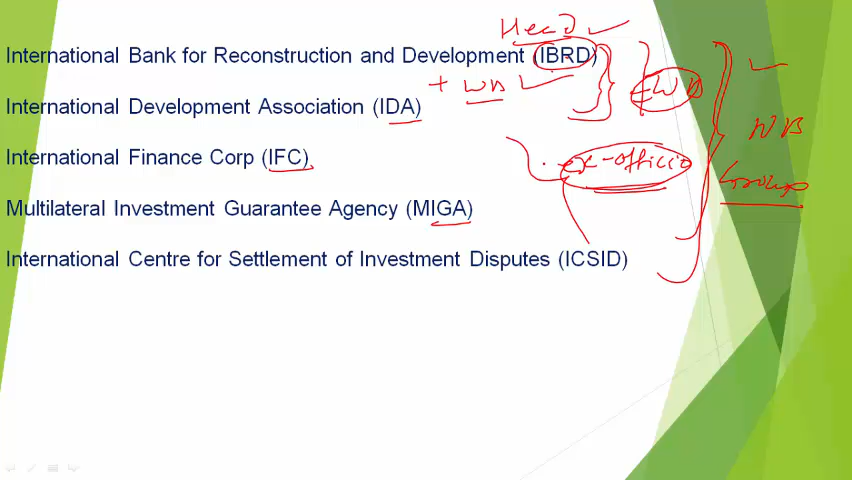 Head
International Bank for Reconstruction and Development (IBRD)
+ WB
WB
International Development Association (IDA)
WB
Group
International Finance Corp (IFC)
ex-officio
Multilateral Investment Guarantee Agency (MIGA)
International Centre for Settlement of Investment Disputes (ICSID)